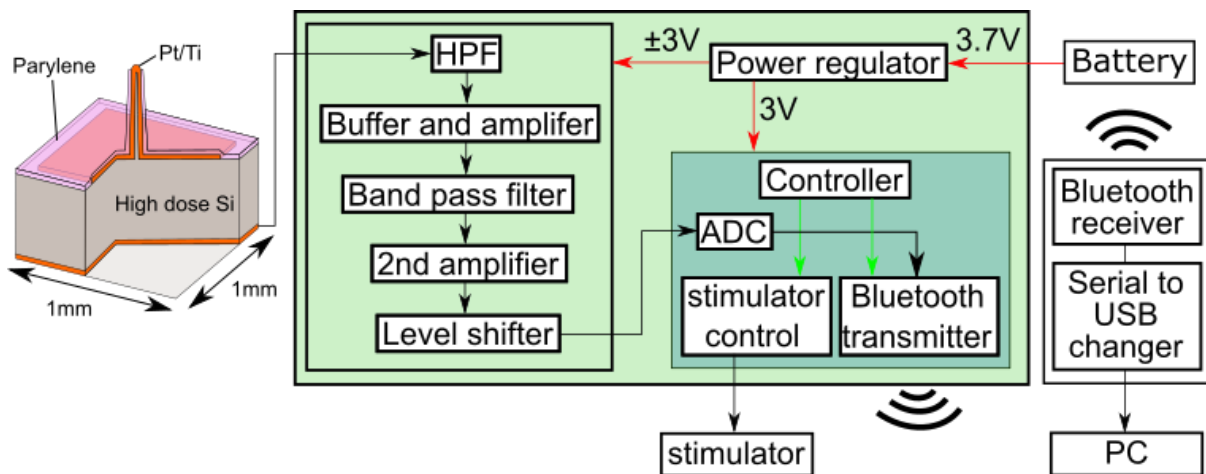 Pt/Ti
Parylene
High dose Si
1mm
1mm
HPF
Buffer and amplifer
Band pass filter
2nd amplifier
Level shifter
±3V
Power regulator
3.7V
Battery
3V
Controller
ADC
stimulator
control
Bluetooth
transmitter
stimulator
Bluetooth
receiver
Serial to
USB
changer
PC